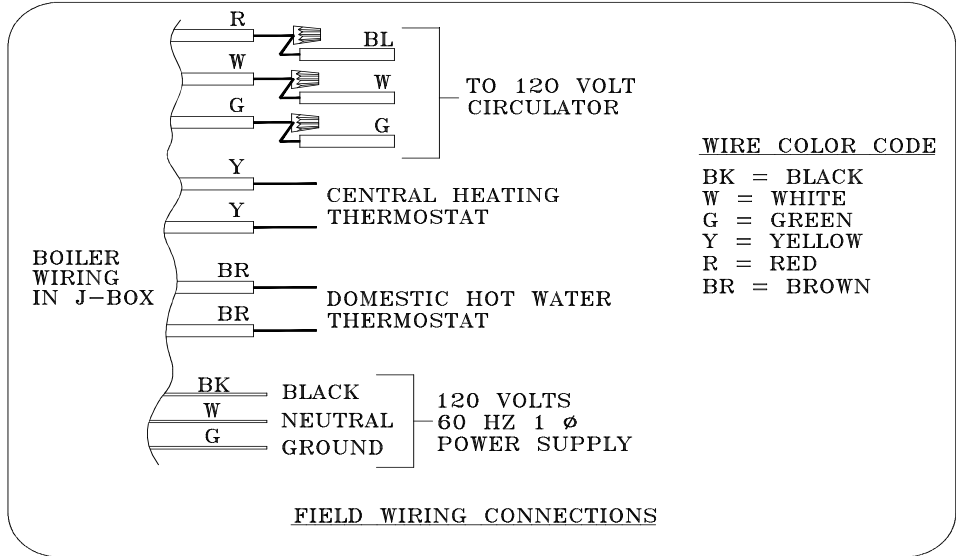 R
BL
W
W
G
G
TO 120 VOLT
CIRCULATOR
Y
Y
CENTRAL HEATING
THERMOSTAT
BOILER
WIRING
IN J-BOX
BR
BR
DOMESTIC HOT WATER
THERMOSTAT
BK
BLACK
W
NEUTRAL
G
GROUND
120 VOLTS
60 HZ 1 Ø
POWER SUPPLY
WIRE COLOR CODE
BK = BLACK
W = WHITE
G = GREEN
Y = YELLOW
R = RED
BR = BROWN
FIELD WIRING CONNECTIONS